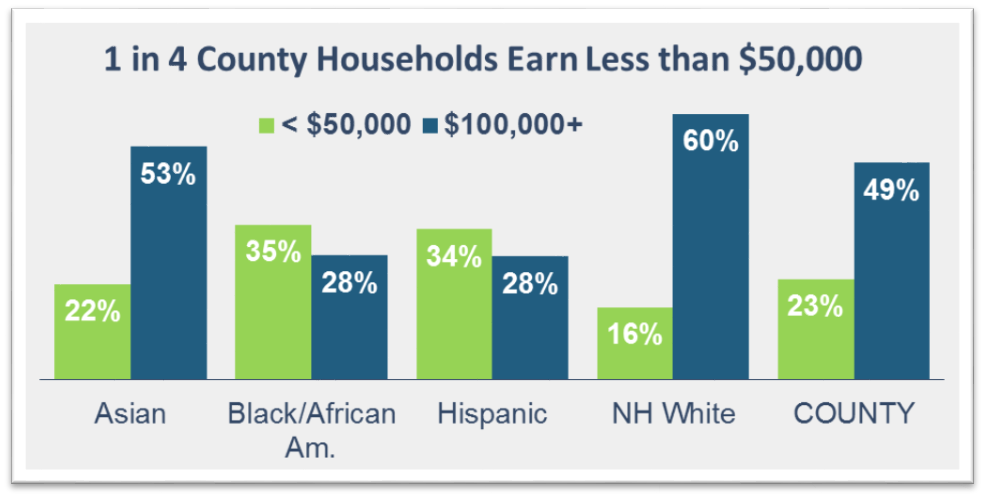 1 in 4 County Households Earn Less than $50,000
< $50,000 $100,000+
53% 60% 49%
35% 34%
22% 28% 28% 16% 23%
Asian Black/African Hispanic NH White COUNTY
Am.